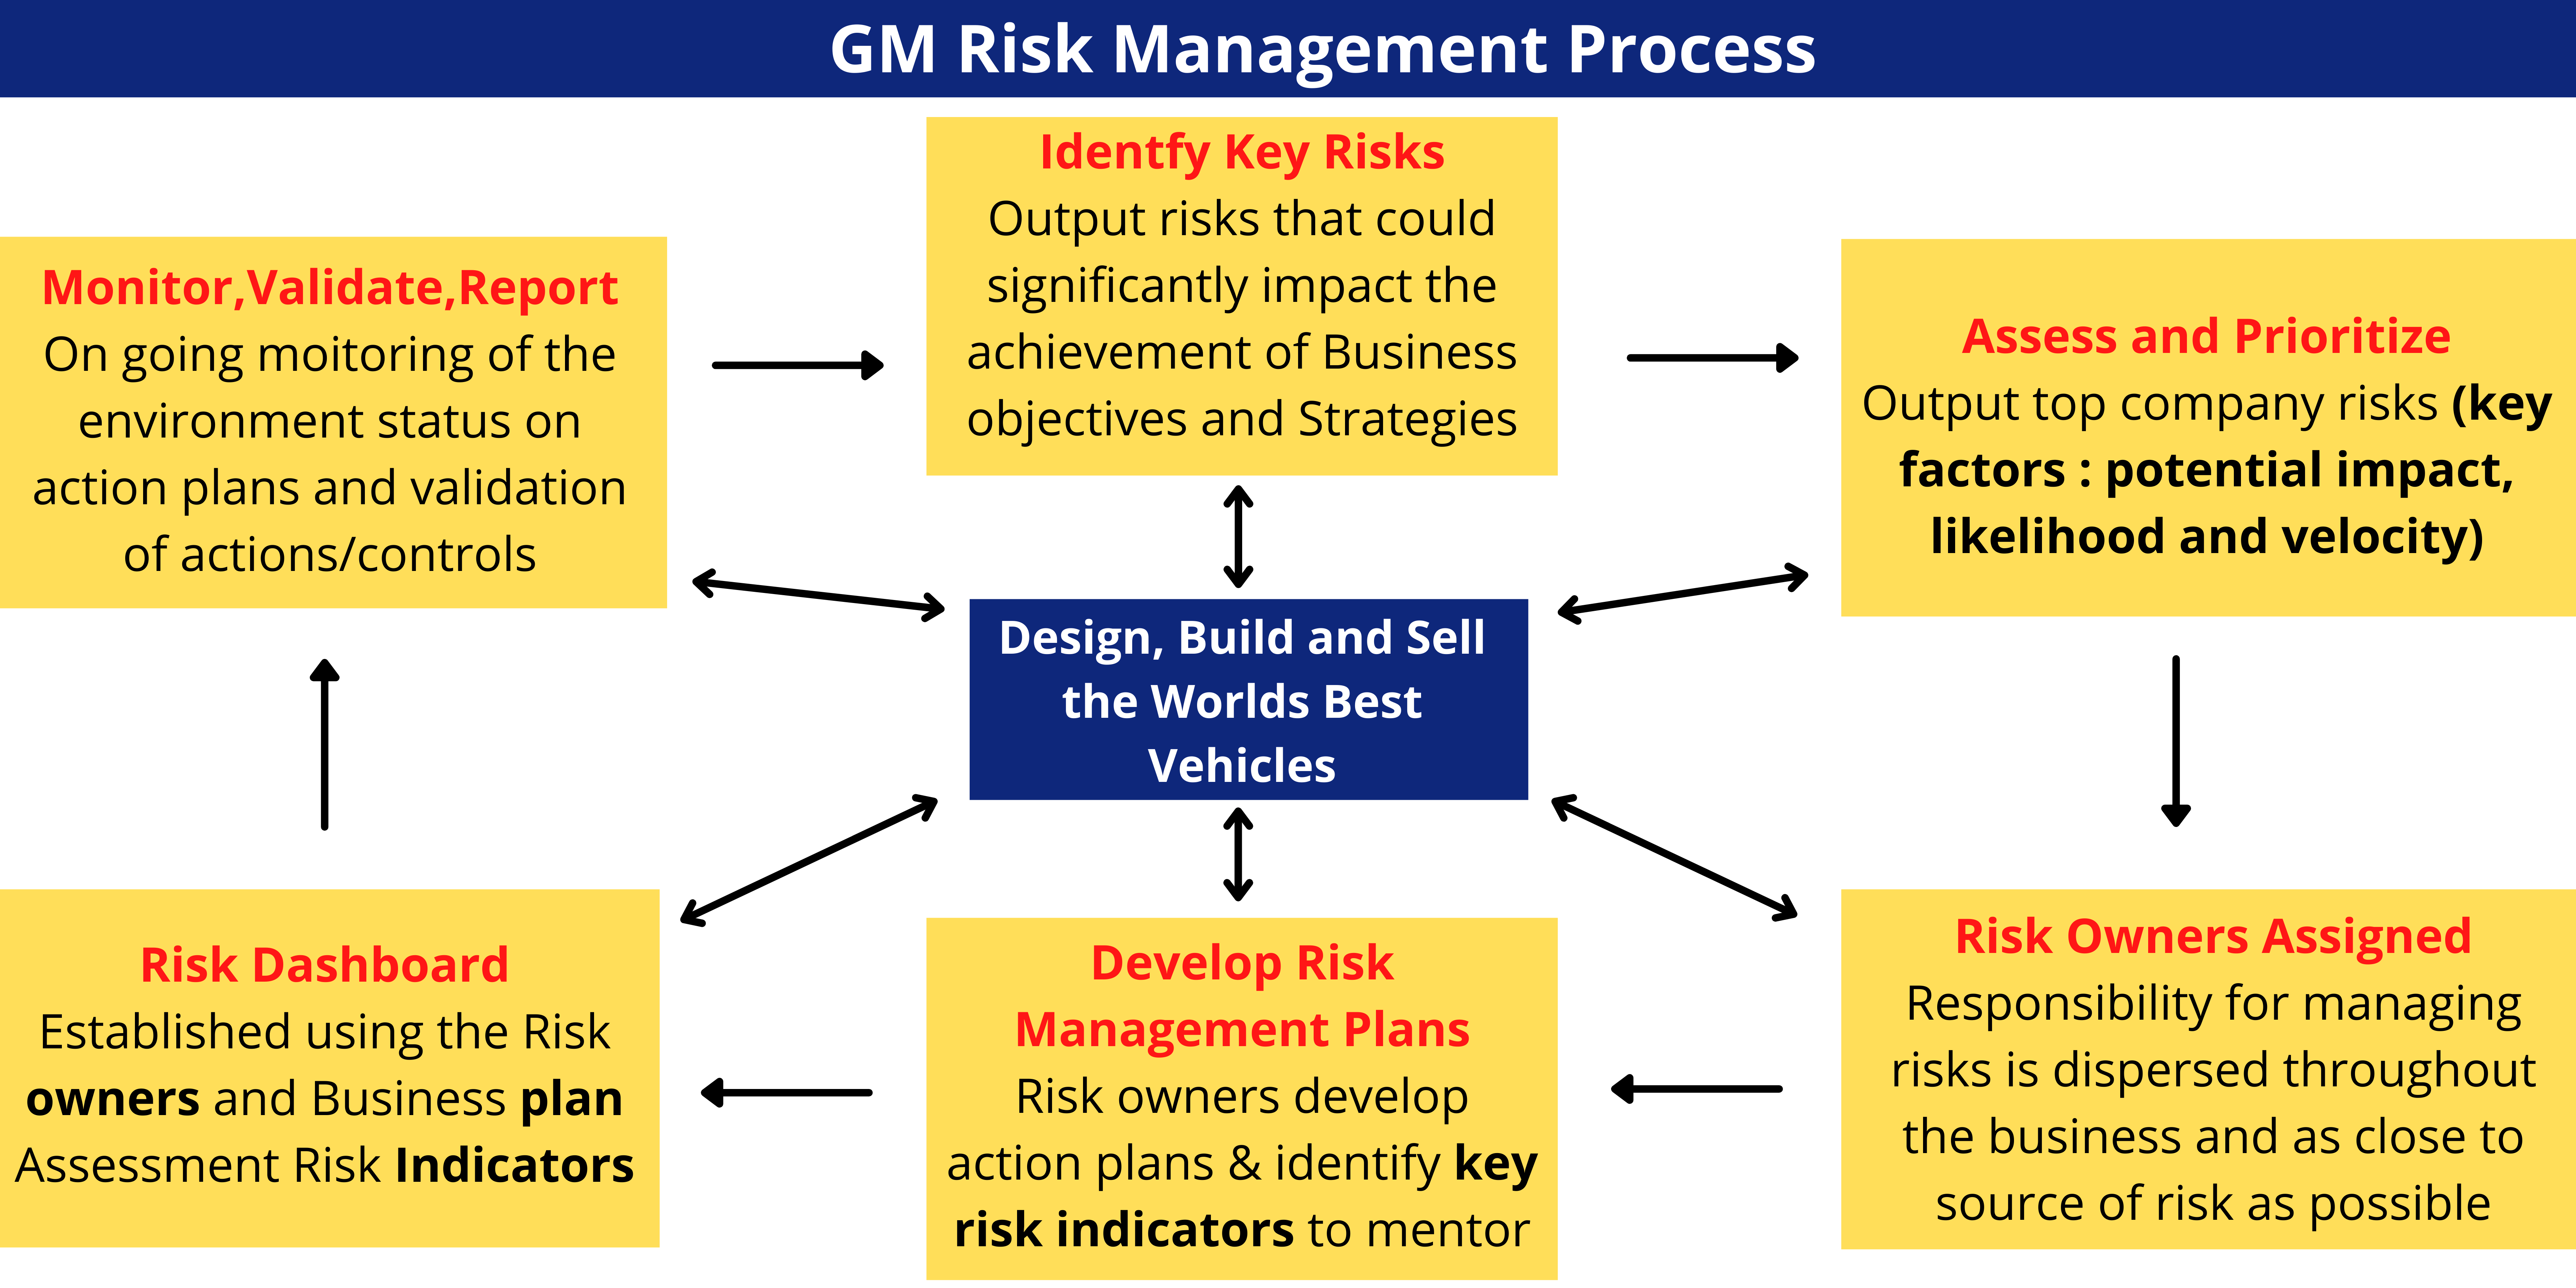 GM Risk Management Process
Identfy Key Risks
Output risks that could
significantly impact the
achievement of Business
objectives and Strategies
Monitor,Validate,Report
On going moitoring of the
environment status on
action plans and validation
of actions/controls
Assess and Prioritize
Output top company risks (key
factors : potential impact,
likelihood and velocity)
Design, Build and Sell
the Worlds Best
Vehicles
Risk Dashboard
Established using the Risk
owners and Business plan
Assessment Risk Indicators
Develop Risk
Management Plans
Risk owners develop
action plans & identify key
risk indicators to mentor
Risk Owners Assigned
Responsibility for managing
risks is dispersed throughout
the business and as close to
source of risk as possible